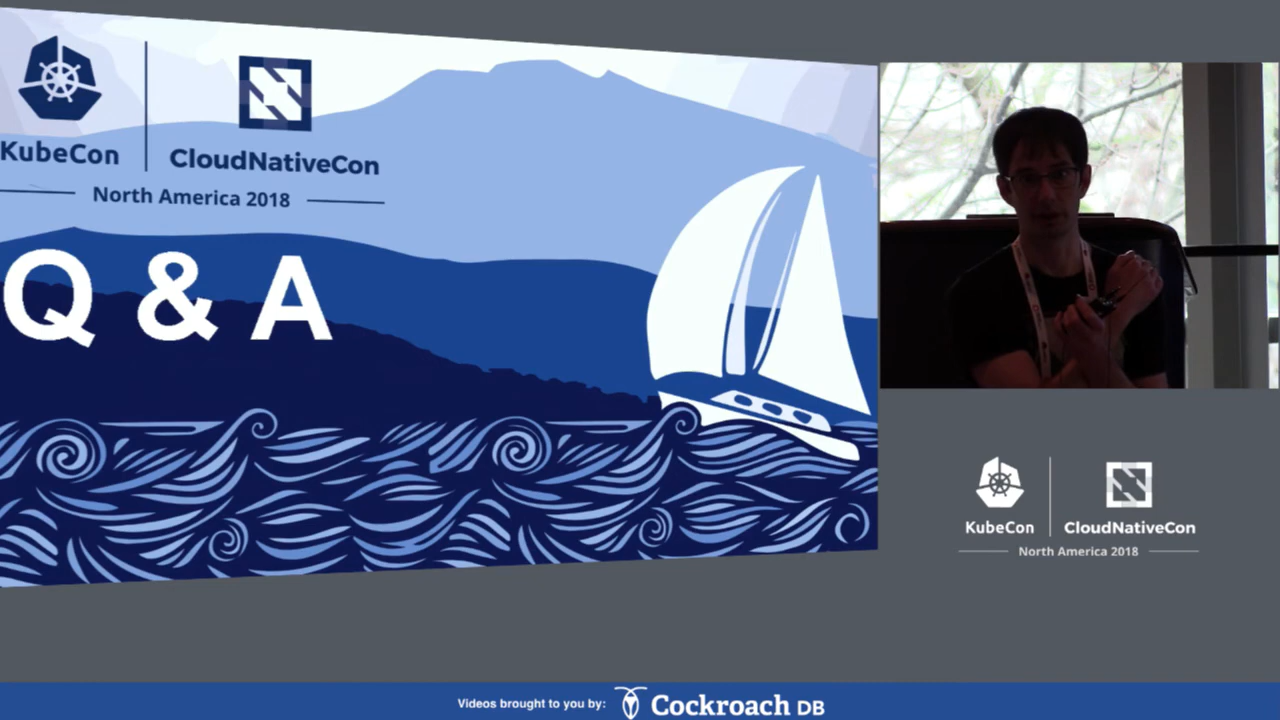 KubeCon
CloudNativeCon
North America 2018
Q & A
KubeCon
CloudNativeCon
North America 2018
Videos brought to you by: Cockroach DB